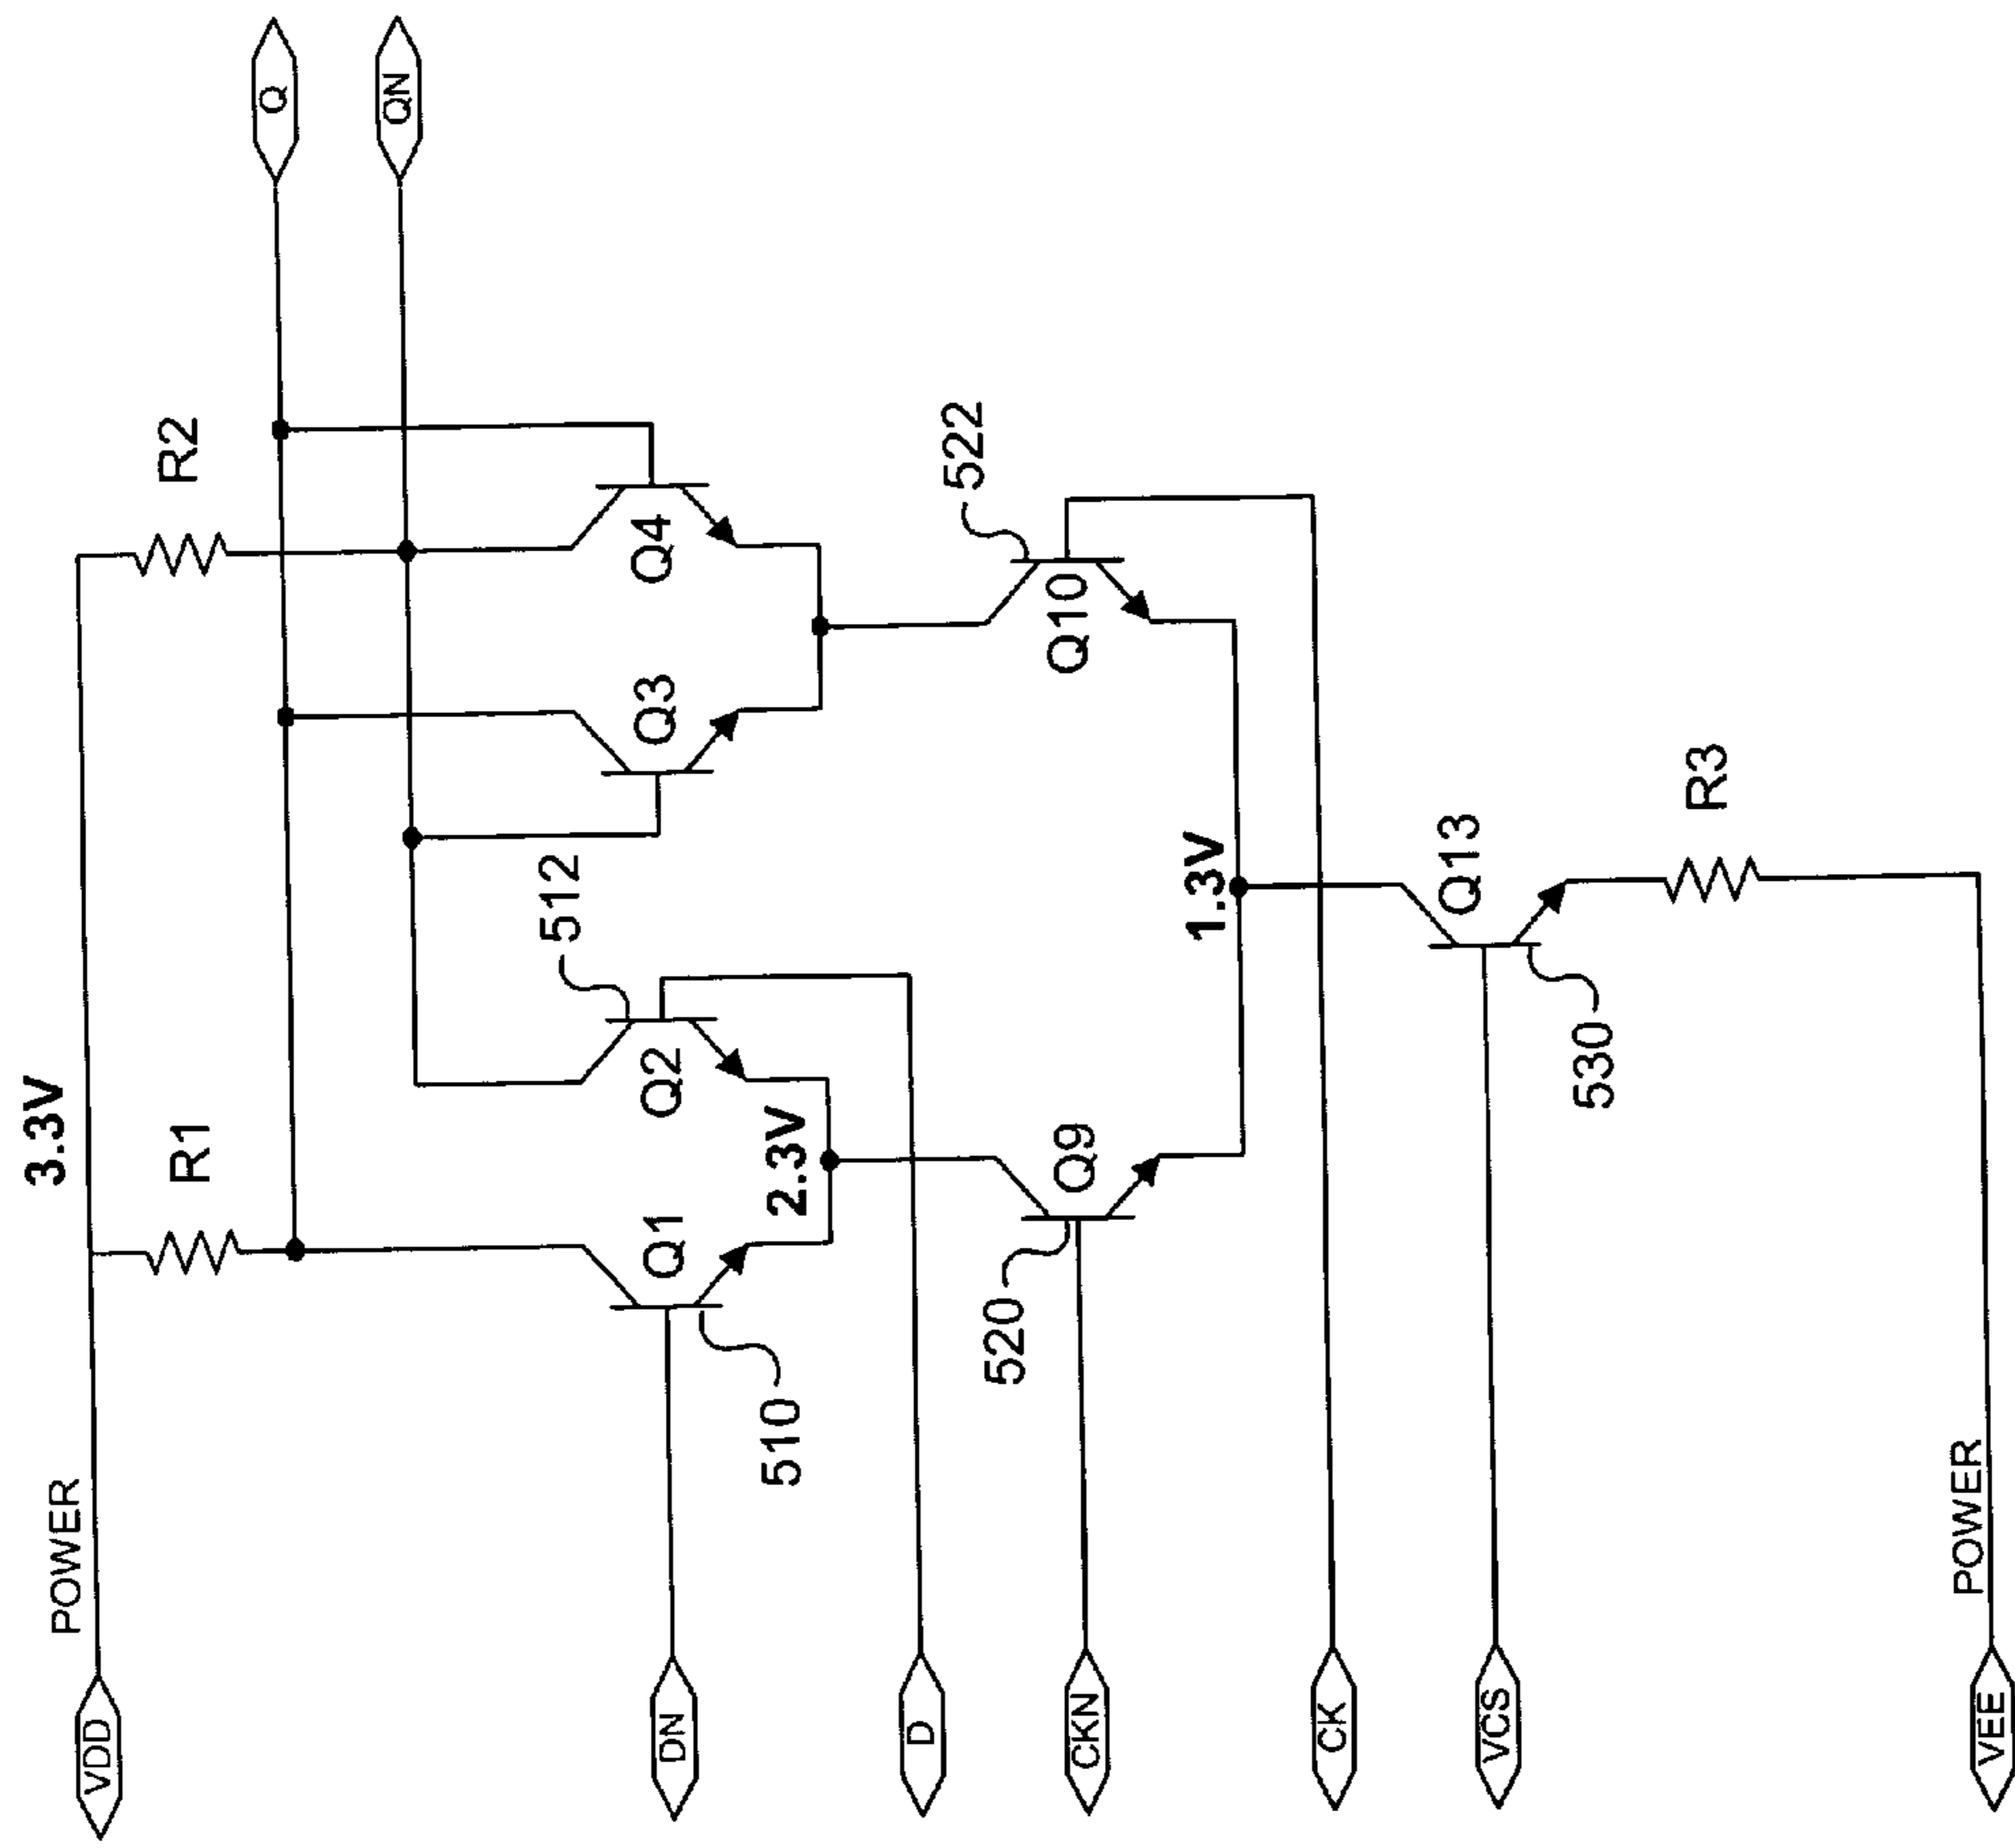 VDD
POWER
3.3V
R1
R2
Q
QN
DN
510
Q1
2.3V
Q2
512
Q3
Q4
D
CKN
520
Q9
1.3V
Q10
522
CK
VCS
530
Q13
R3
VEE
POWER